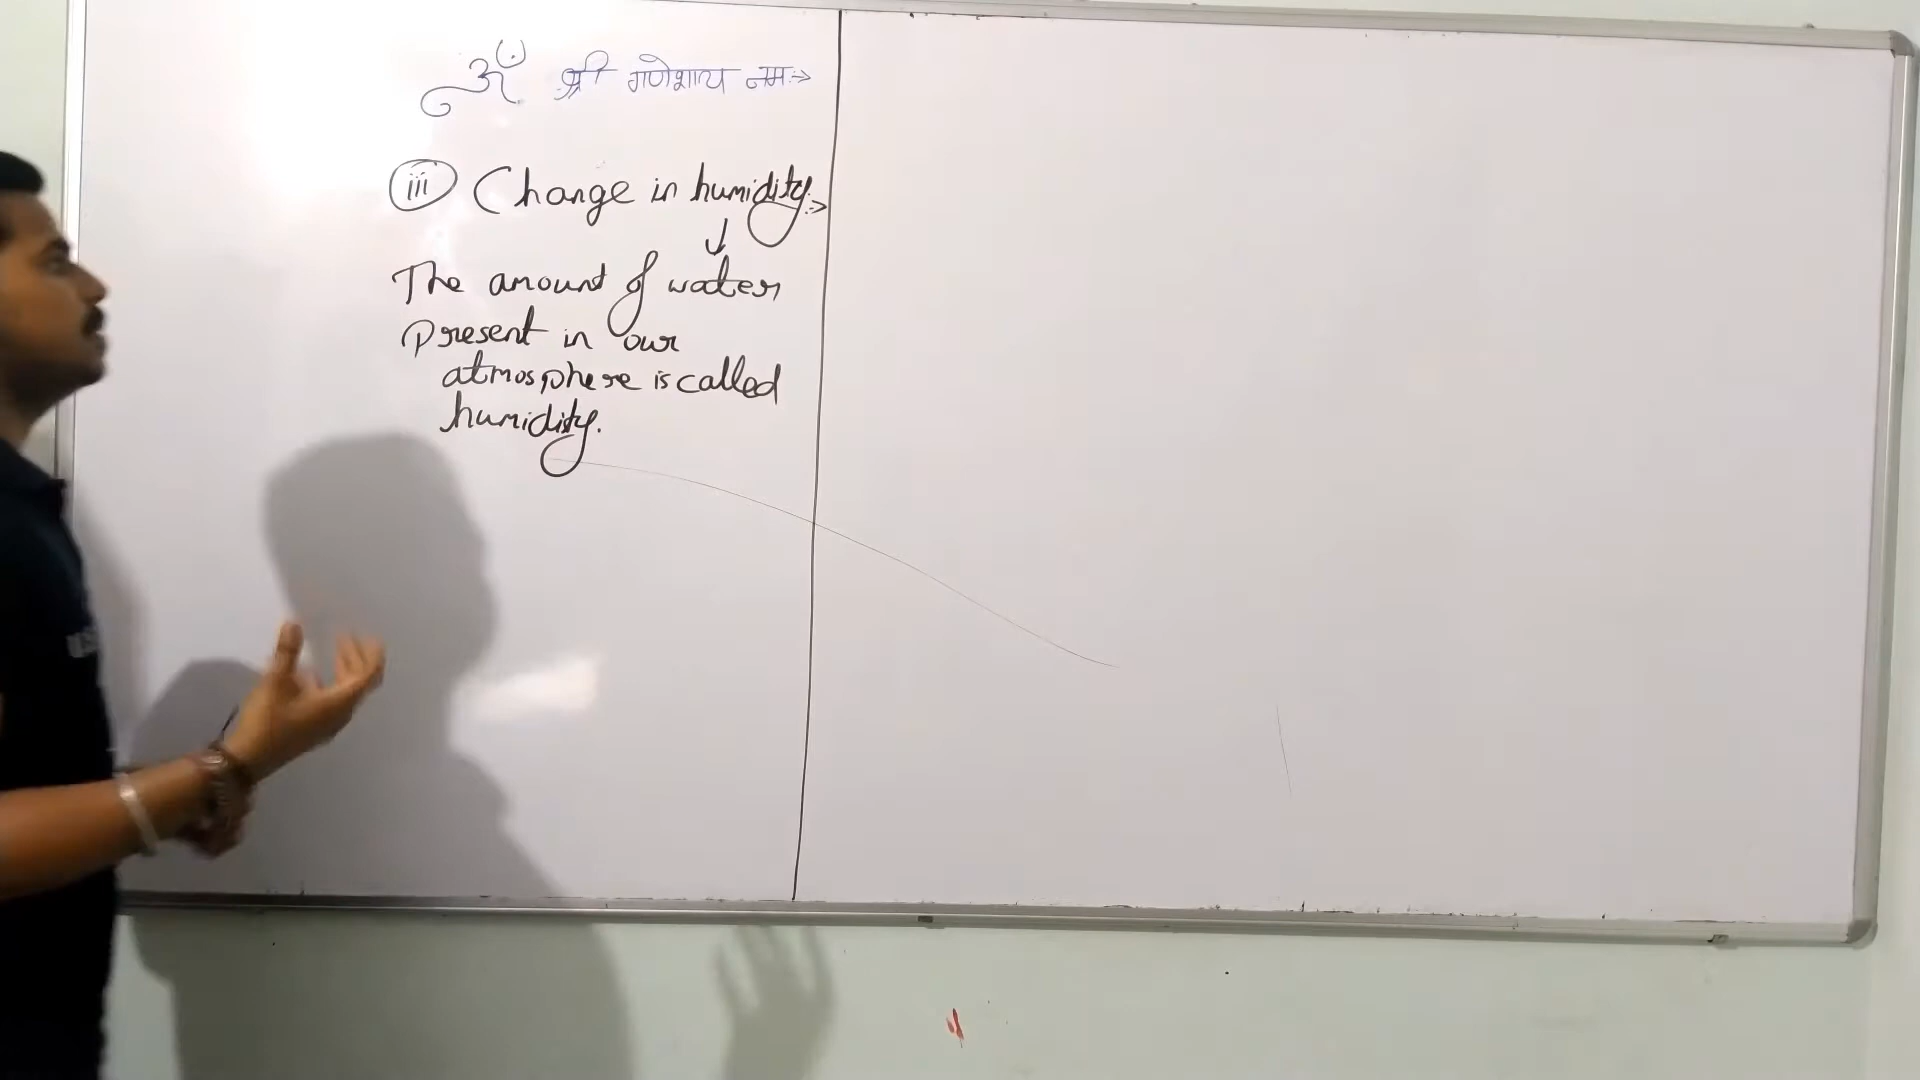 ॐ श्री गणेशाय नमः
iii Change in humidity :→
↓
The amount of water
present in our
atmosphere is called
humidity.